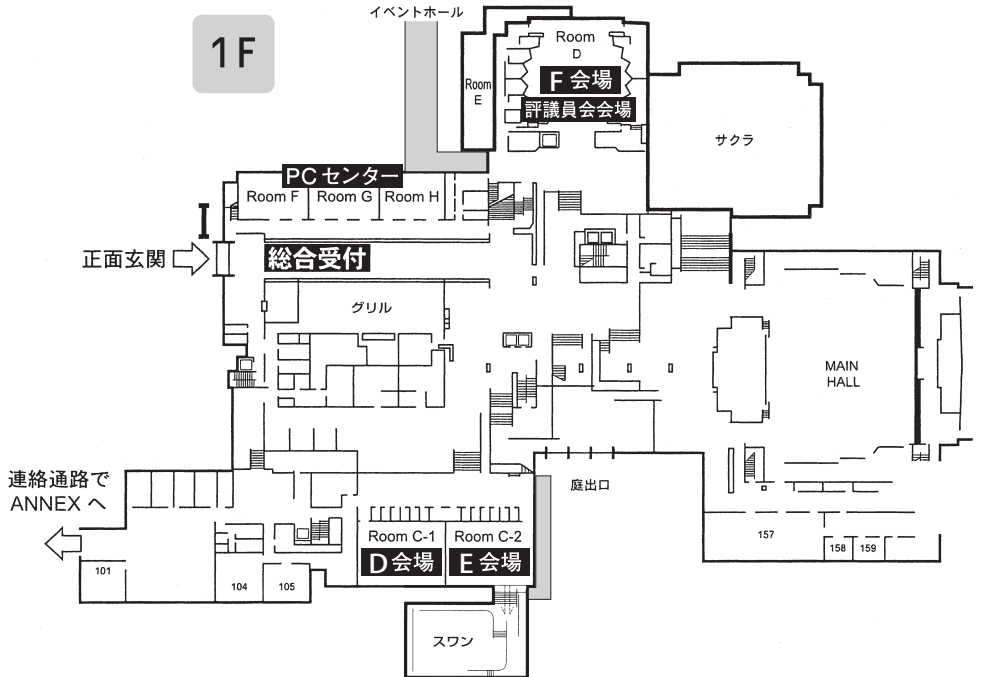 イベントホール
1F
Room
D
F 会場
評議員会会場
Room
E
サクラ
PC センター
Room F
Room G
Room H
正面玄関
総合受付
グリル
MAIN
HALL
連絡通路で
ANNEX へ
庭出口
Room C-1
D 会場
Room C-2
E 会場
157
158
159
101
104
105
スワン